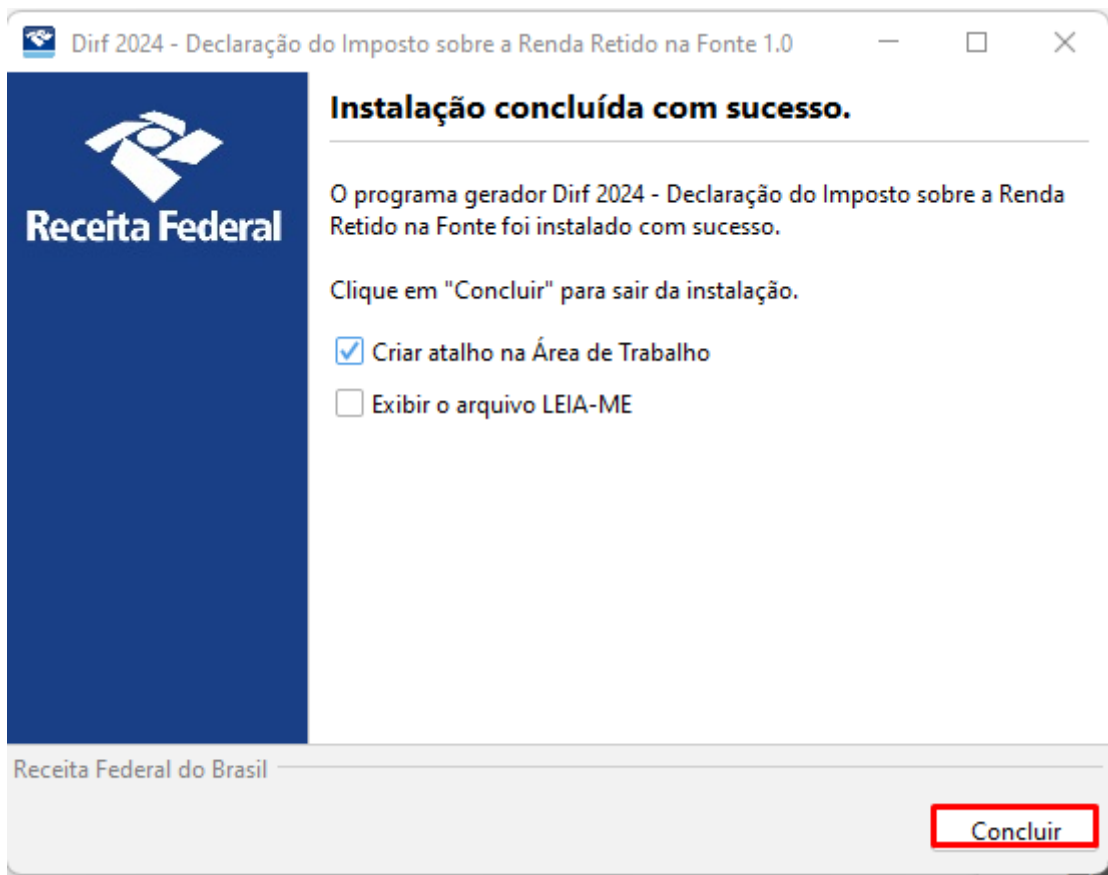 Dirf 2024 - Declaração do Imposto sobre a Renda Retido na Fonte 1.0
Receita Federal
Instalação concluída com sucesso.
O programa gerador Dirf 2024 - Declaração do Imposto sobre a Renda
Retido na Fonte foi instalado com sucesso.
Clique em "Concluir" para sair da instalação.
Criar atalho na Área de Trabalho
Exibir o arquivo LEIA-ME
Receita Federal do Brasil
Concluir